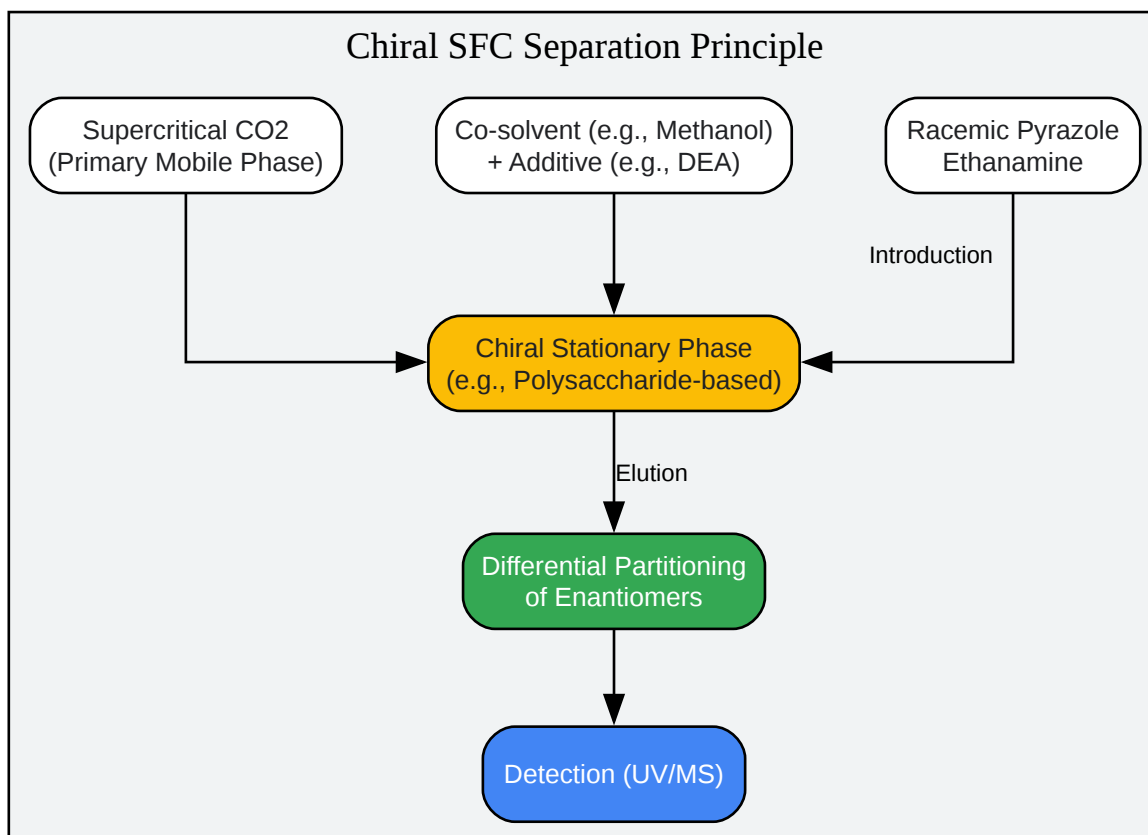 Chiral SFC Separation Principle
Supercritical CO2
(Primary Mobile Phase)
Co-solvent (e.g., Methanol)
+ Additive (e.g., DEA)
Racemic Pyrazole
Ethanamine
Introduction
Chiral Stationary Phase
(e.g., Polysaccharide-based)
Elution
Differential Partitioning
of Enantiomers
Detection (UV/MS)